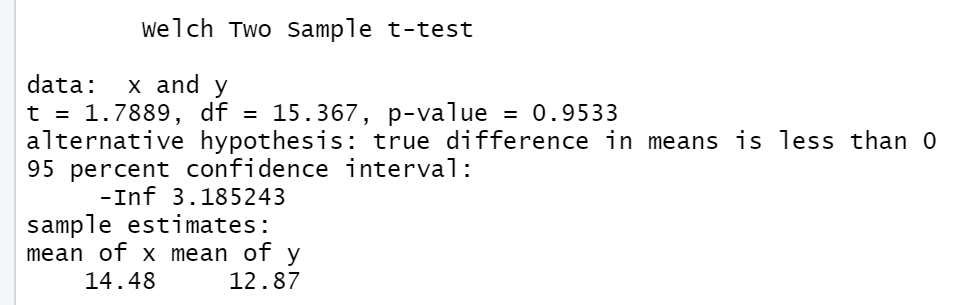 Welch Two Sample t-test
data:  x and y
t = 1.7889, df = 15.367, p-value = 0.9533
alternative hypothesis: true difference in means is less than 0
95 percent confidence interval:
-Inf 3.185243
sample estimates:
mean of x mean of y
14.48     12.87